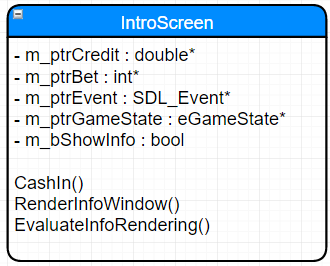 IntroScreen
- m_ptrCredit : double*
- m_ptrBet : int*
- m_ptrEvent : SDL_Event*
- m_ptrGameState : eGameState*
- m_bShowInfo : bool
CashIn()
RenderInfoWindow()
EvaluateInfoRendering()